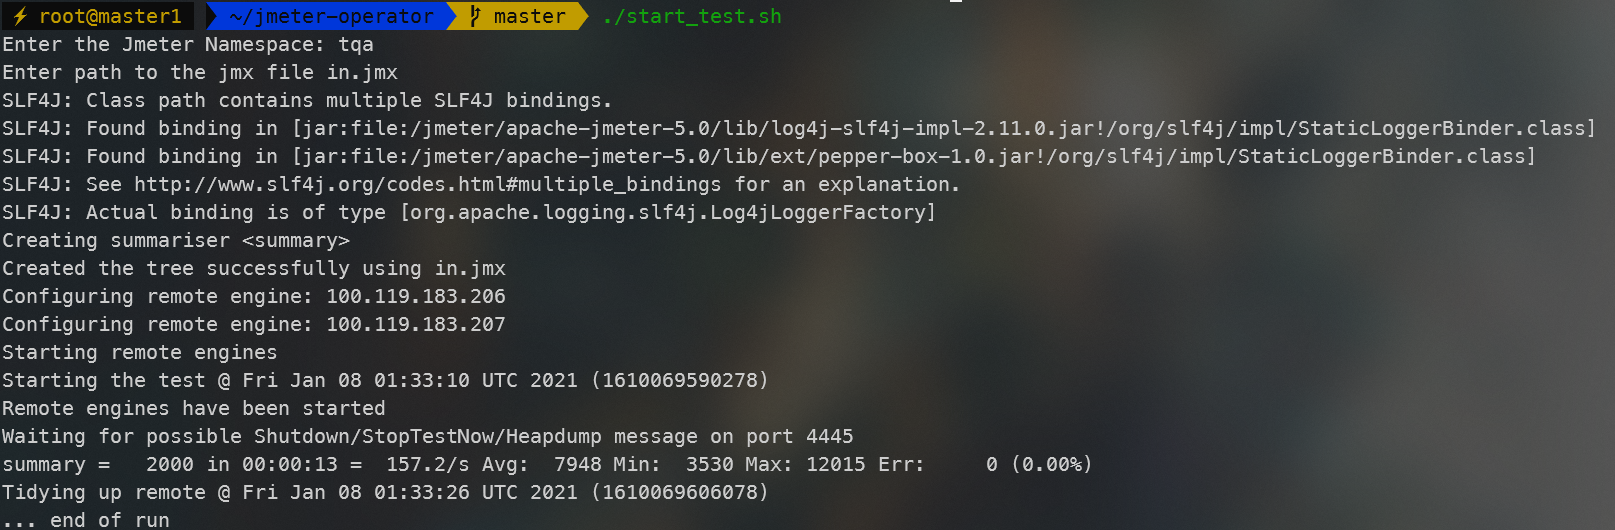 ⚡ root@master1 ~/jmeter-operator master ./start_test.sh
Enter the Jmeter Namespace: tqa
Enter path to the jmx file in.jmx
SLF4J: Class path contains multiple SLF4J bindings.
SLF4J: Found binding in [jar:file:/jmeter/apache-jmeter-5.0/lib/log4j-slf4j-impl-2.11.0.jar!/org/slf4j/impl/StaticLoggerBinder.class]
SLF4J: Found binding in [jar:file:/jmeter/apache-jmeter-5.0/lib/ext/pepper-box-1.0.jar!/org/slf4j/impl/StaticLoggerBinder.class]
SLF4J: See http://www.slf4j.org/codes.html#multiple_bindings for an explanation.
SLF4J: Actual binding is of type [org.apache.logging.slf4j.Log4jLoggerFactory]
Creating summariser <summary>
Created the tree successfully using in.jmx
Configuring remote engine: 100.119.183.206
Configuring remote engine: 100.119.183.207
Starting remote engines
Starting the test @ Fri Jan 08 01:33:10 UTC 2021 (1610069590278)
Remote engines have been started
Waiting for possible Shutdown/StopTestNow/Heapdump message on port 4445
summary =   2000 in 00:00:13 =  157.2/s Avg:  7948 Min:  3530 Max: 12015 Err:     0 (0.00%)
Tidying up remote @ Fri Jan 08 01:33:26 UTC 2021 (1610069606078)
... end of run